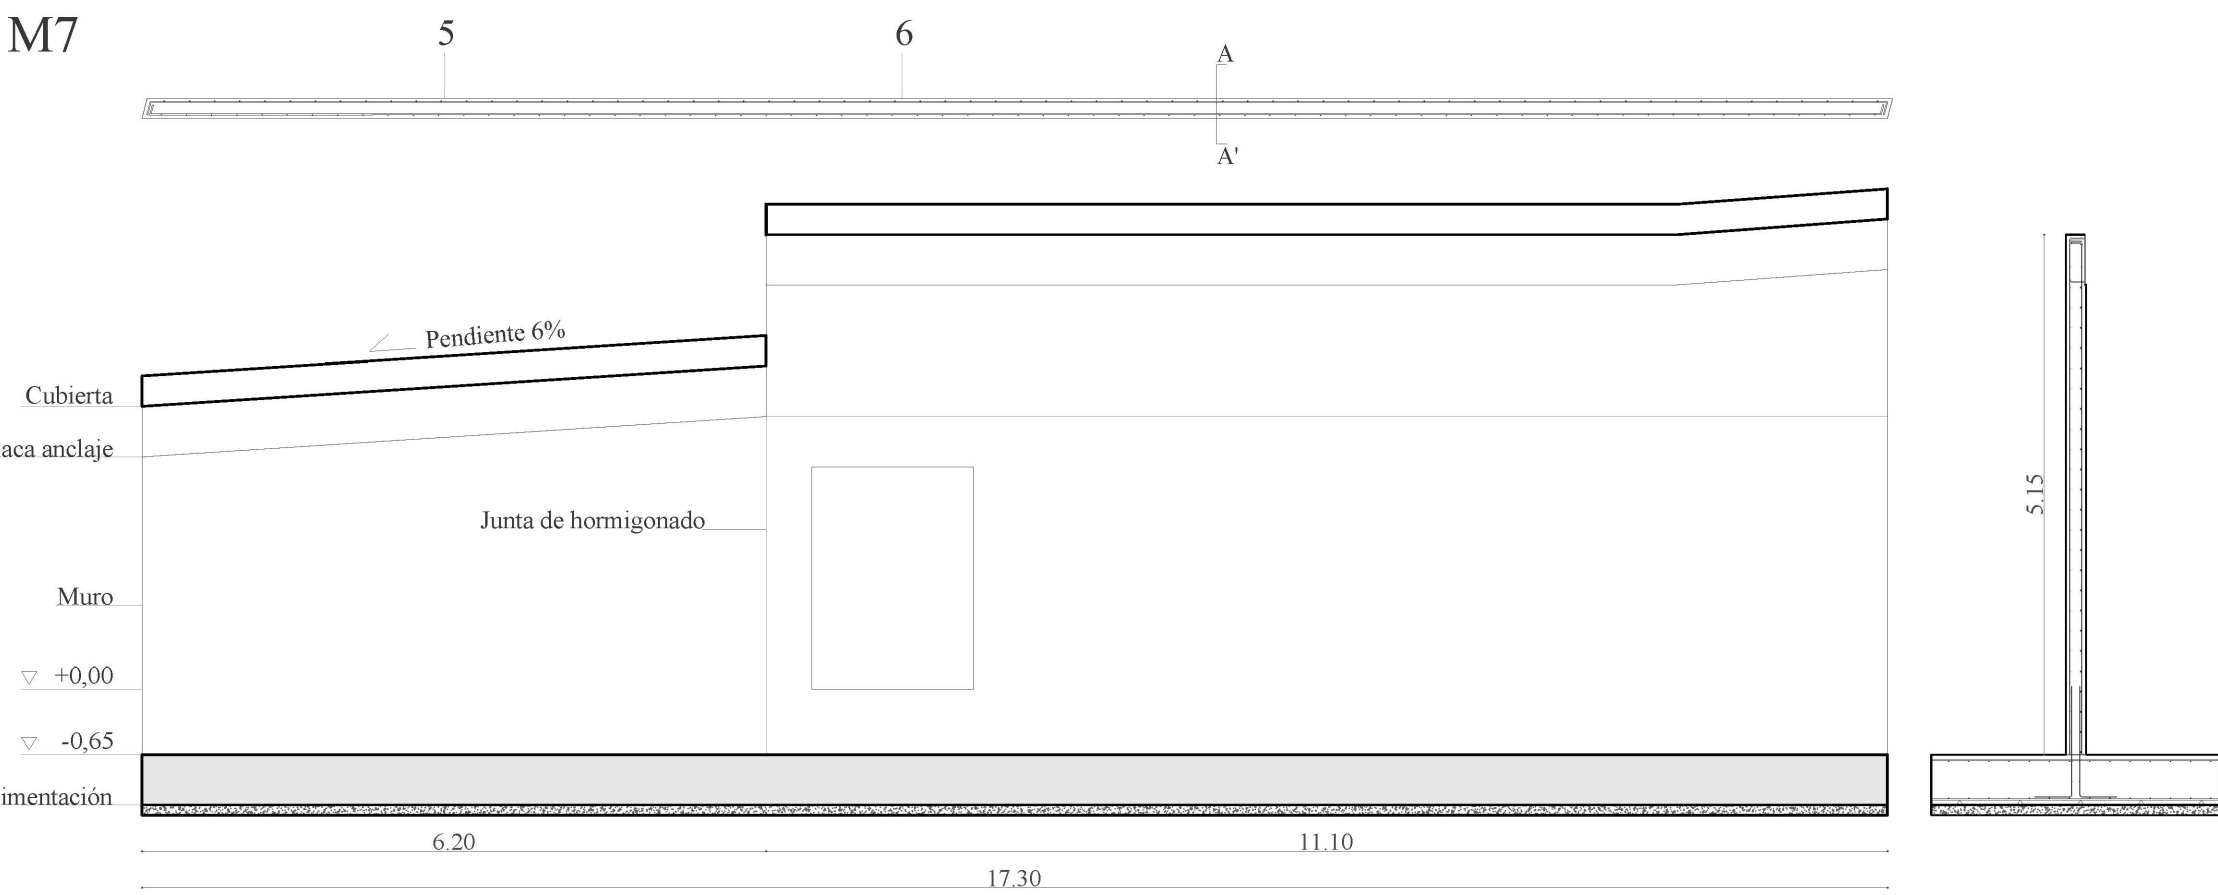 M7
5
6
A
A'
Pendiente 6%
Cubierta
aca anclaje
Junta de hormigonado
5.15
Muro
+0,00
-0,65
imentación
6.20
11.10
17.30